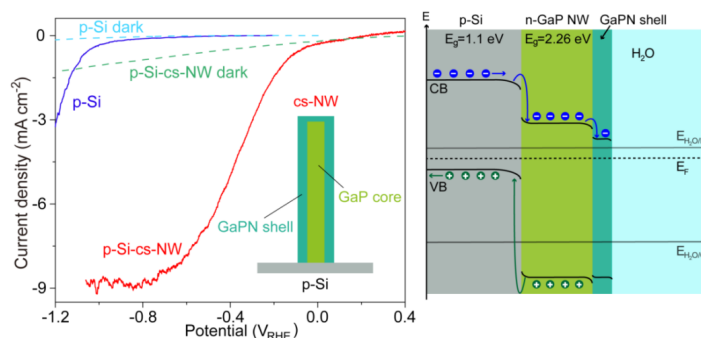 p-Si dark
p-Si-cs-NW dark
p-Si
cs-NW
GaP core
GaPN shell
p-Si-cs-NW
p-Si
0
-3
-6
-9
-1.2 -0.8 -0.4 0.0 0.4
Current density (mA cm-2)
Potential (VRHE)
E
p-Si
Eg=1.1 eV
n-GaP NW
Eg=2.26 eV
GaPN shell
H2O
CB
VB
EF